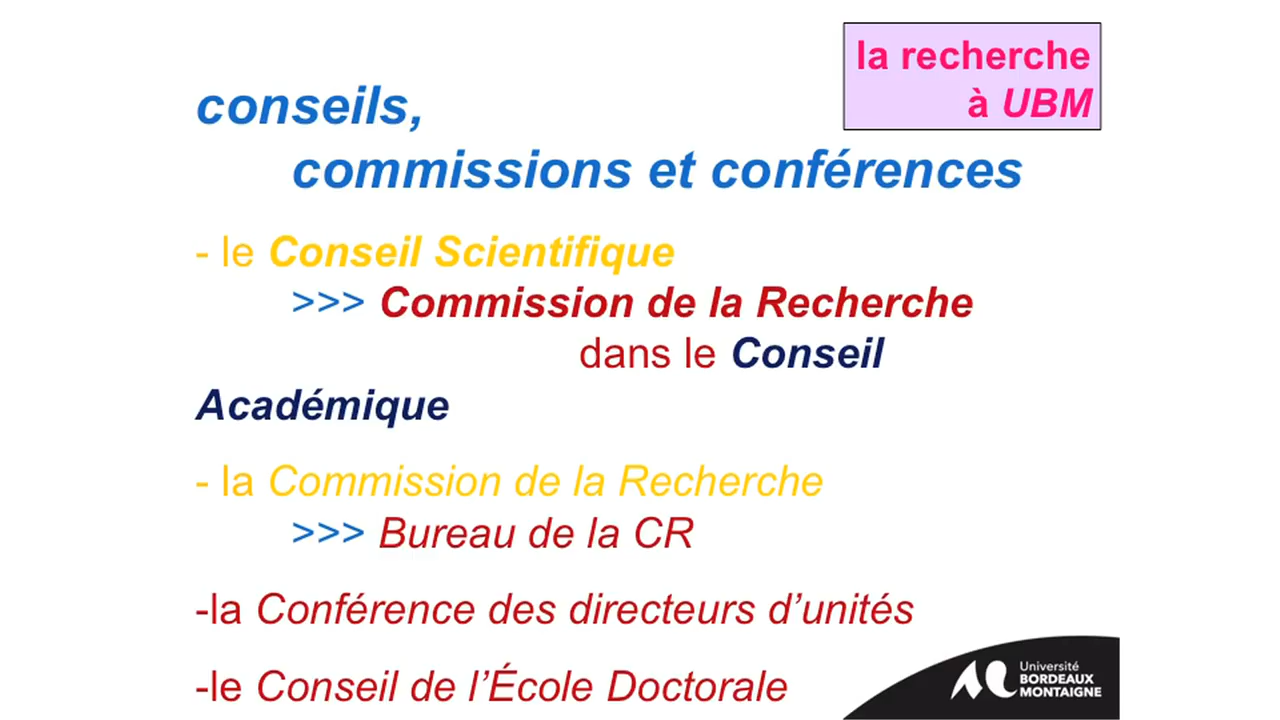 la recherche
à UBM
conseils,
commissions et conférences
- le Conseil Scientifique
>>> Commission de la Recherche
dans le Conseil
Académique
- la Commission de la Recherche
>>> Bureau de la CR
-la Conférence des directeurs d’unités
-le Conseil de l’École Doctorale
Université
BORDEAUX
MONTAIGNE